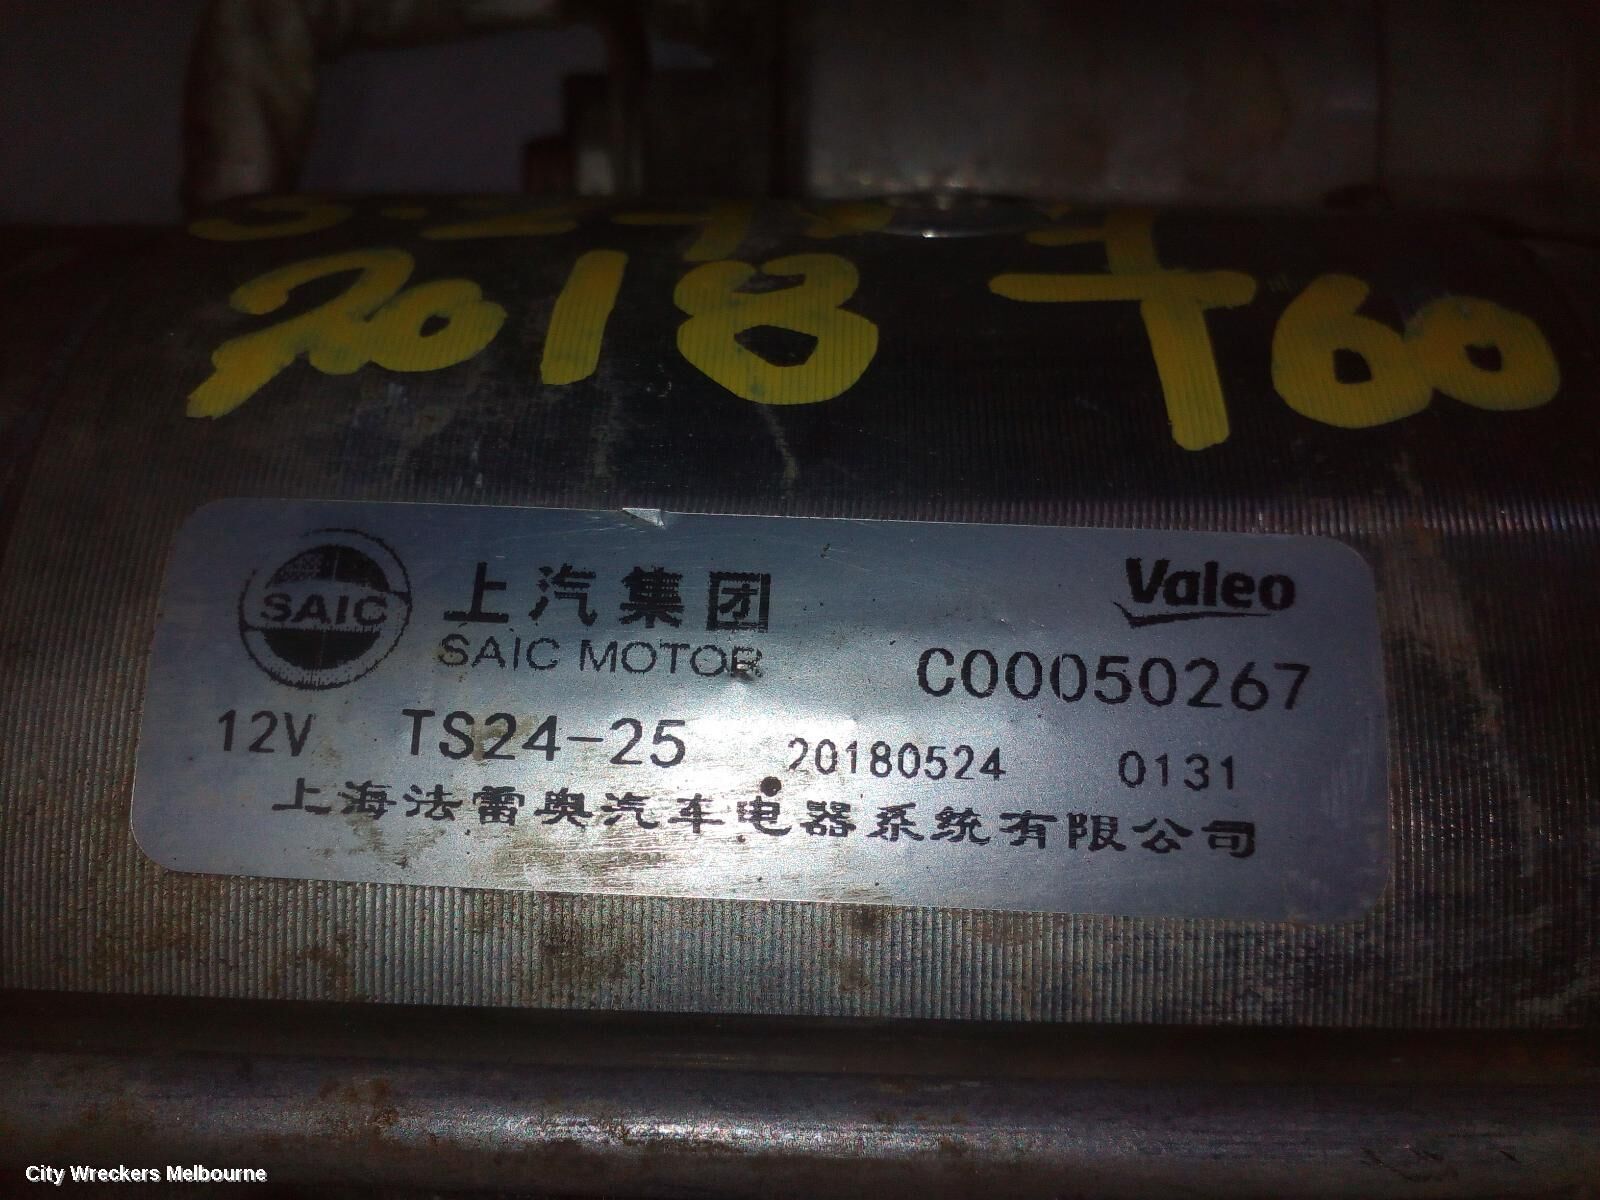 2018 T60
SAIC
上汽集团
SAIC MOTOR
Valeo
C00050267
12V TS24-25 20180524 0131
上海法雷奥汽车电器系统有限公司
City Wreckers Melbourne